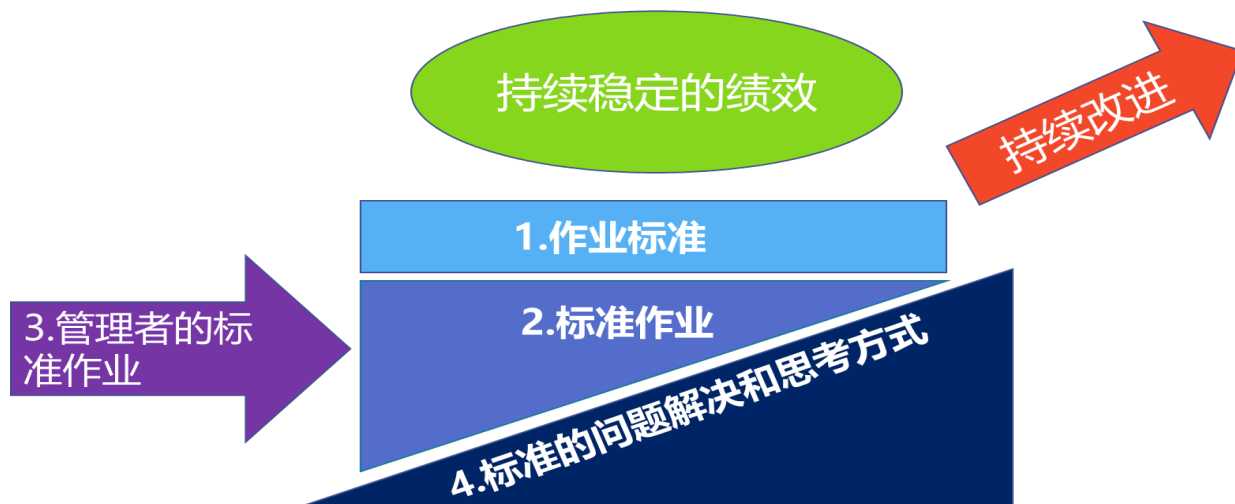 持续稳定的绩效
持续改进
1.作业标准
2.标准作业
3.管理者的标
准作业
4.标准的问题解决和思考方式